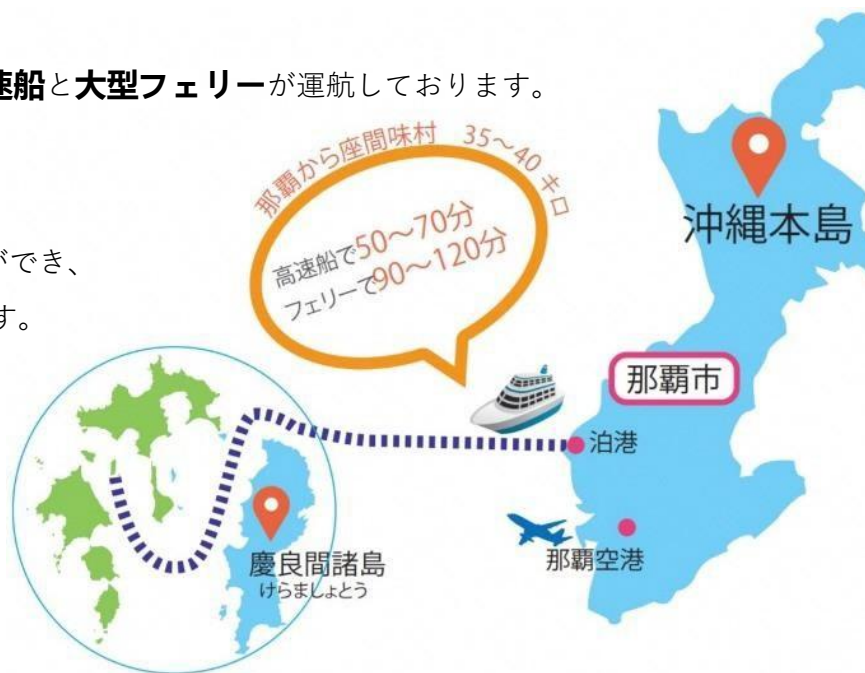 速船と大型フェリーが運航しております。
那覇から座間味村 35〜40キロ
高速船で50〜70分
フェリーで90〜120分
ができ、
す。
沖縄本島
那覇市
泊港
那覇空港
慶良間諸島
けらましょとう